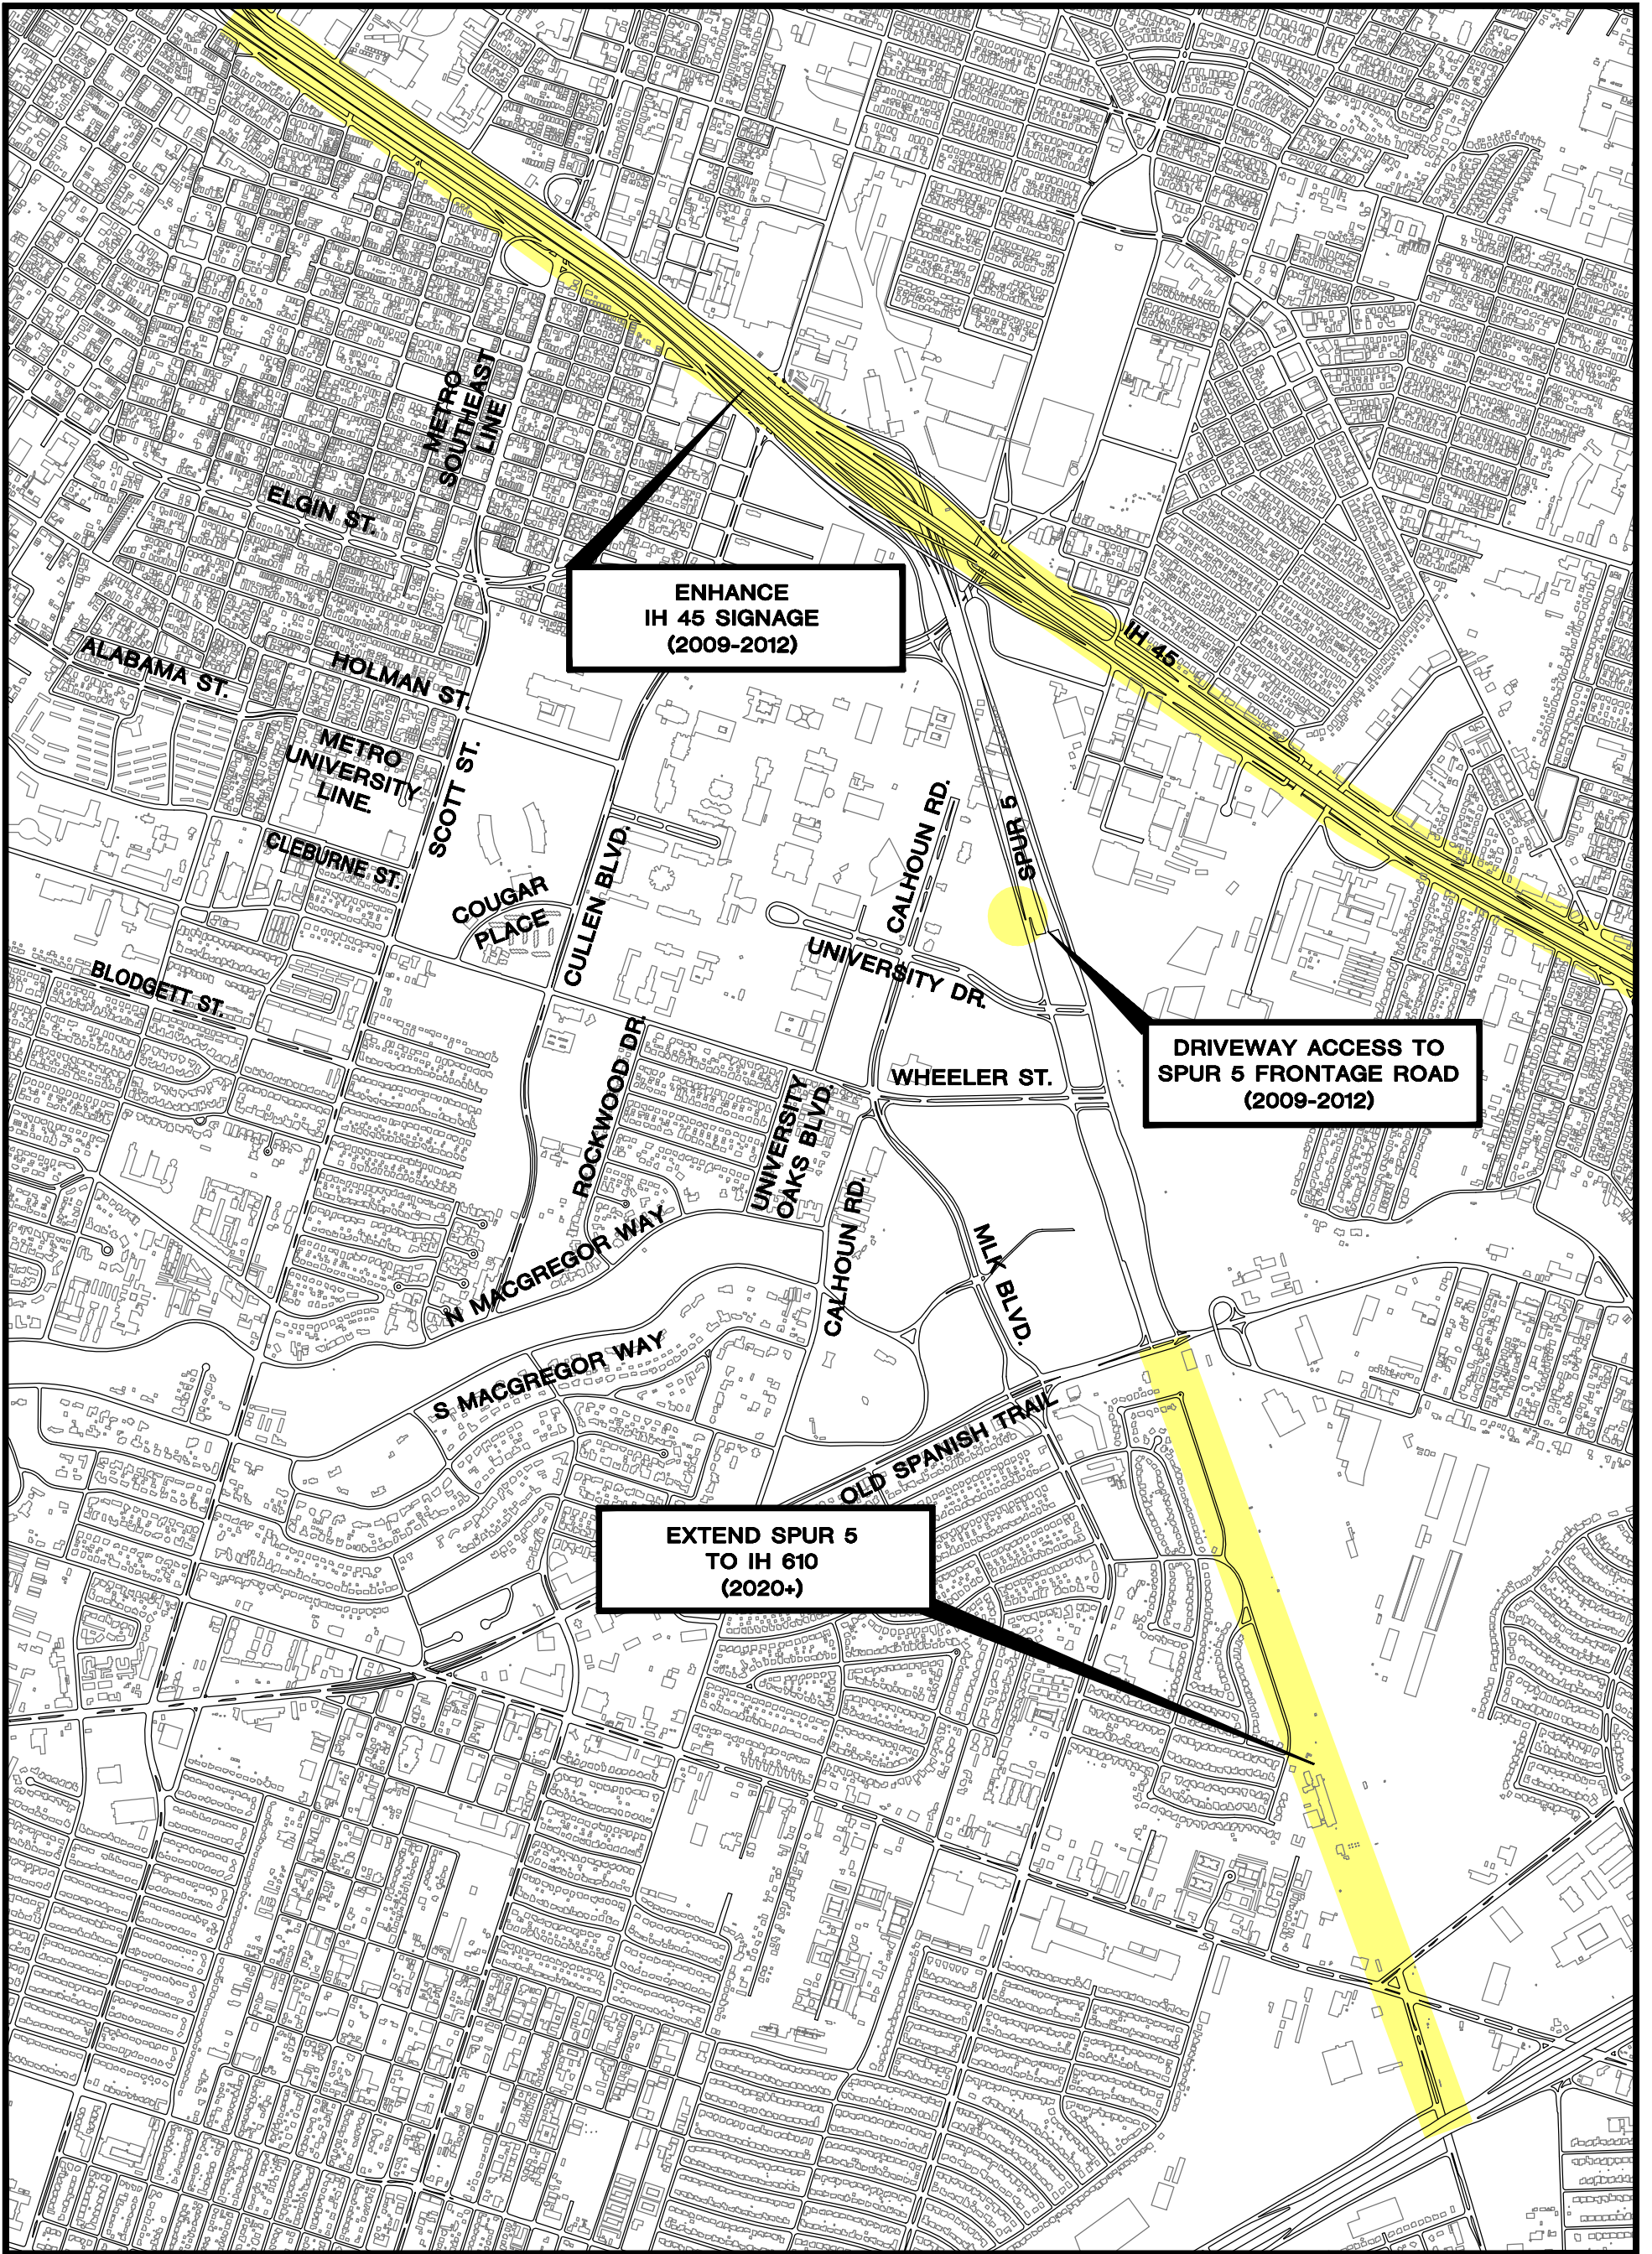 METRO
SOUTHEAST
LINE
ELGIN ST.
ENHANCE
IH 45 SIGNAGE
(2009-2012)
IH 45
ALABAMA ST.
HOLMAN ST.
METRO
UNIVERSITY
LINE.
SCOTT ST.
CLEBURNE ST.
COUGAR
PLACE
CULLEN BLVD.
CALHOUN RD.
SPUR 5
UNIVERSITY DR.
BLODGETT ST.
DRIVEWAY ACCESS TO
SPUR 5 FRONTAGE ROAD
(2009-2012)
WHEELER ST.
ROCKWOOD DR.
UNIVERSITY
OAKS BLVD.
CALHOUN RD.
MLK BLVD.
N MACGREGOR WAY
S MACGREGOR WAY
OLD SPANISH TRAIL
EXTEND SPUR 5
TO IH 610
(2020+)